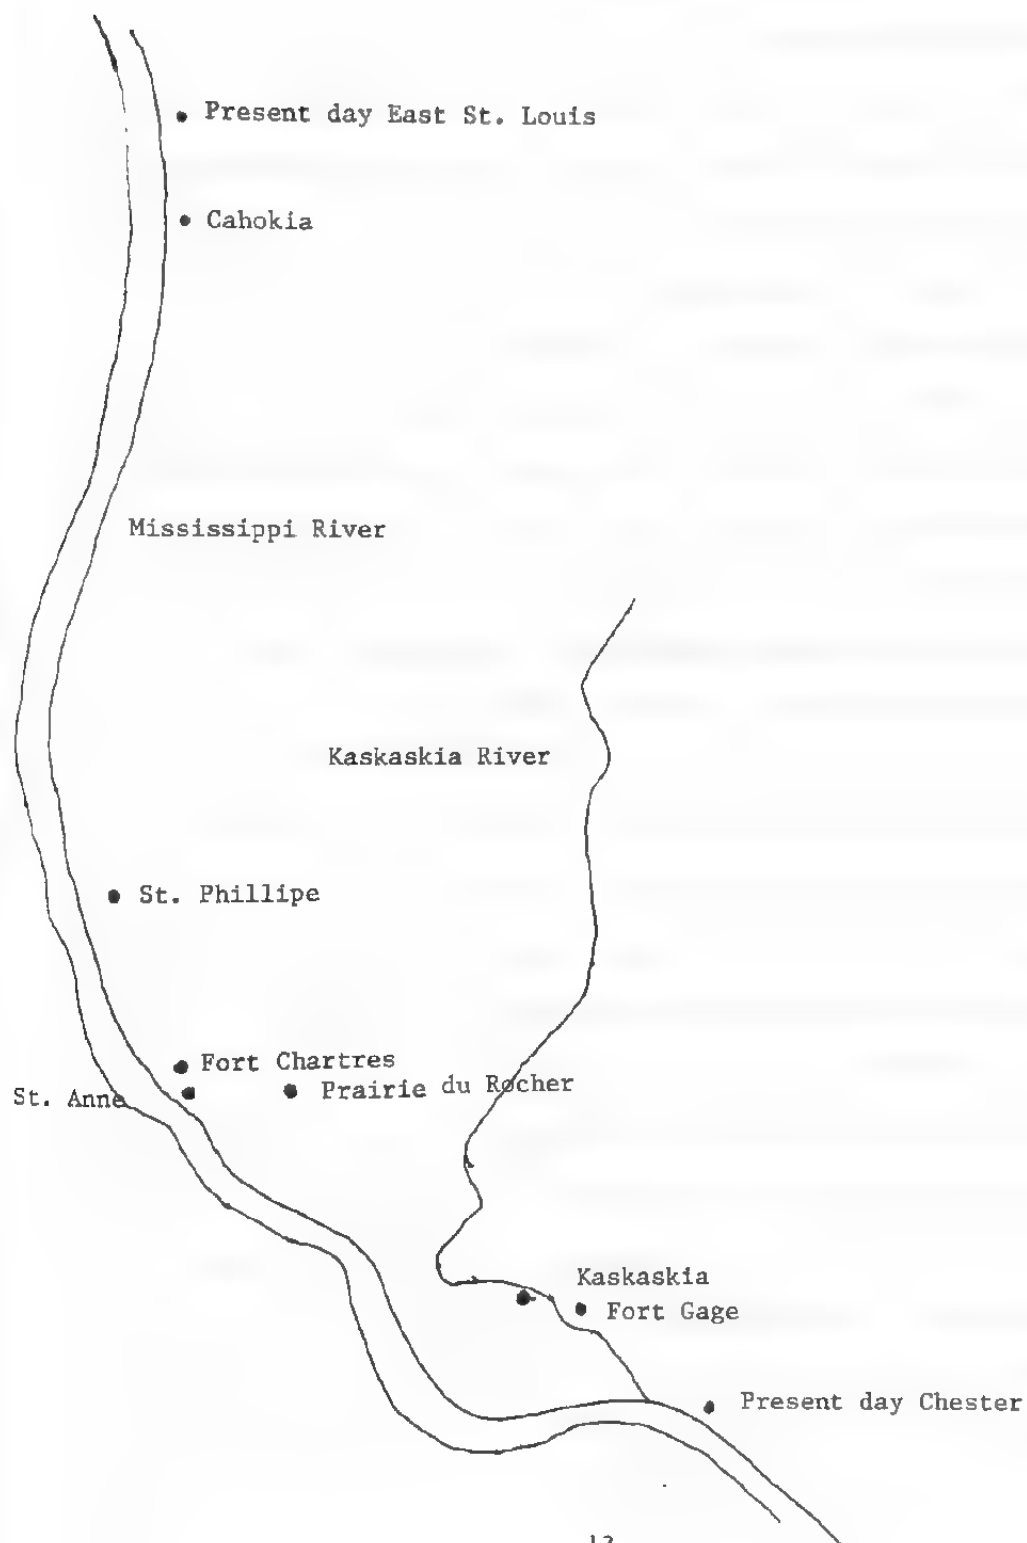 Present day East St. Louis
Cahokia
Mississippi River
Kaskaskia River
St. Phillipe
Fort Chartres
St. Anne
Prairie du Rocher
Kaskaskia
Fort Gage
Present day Chester